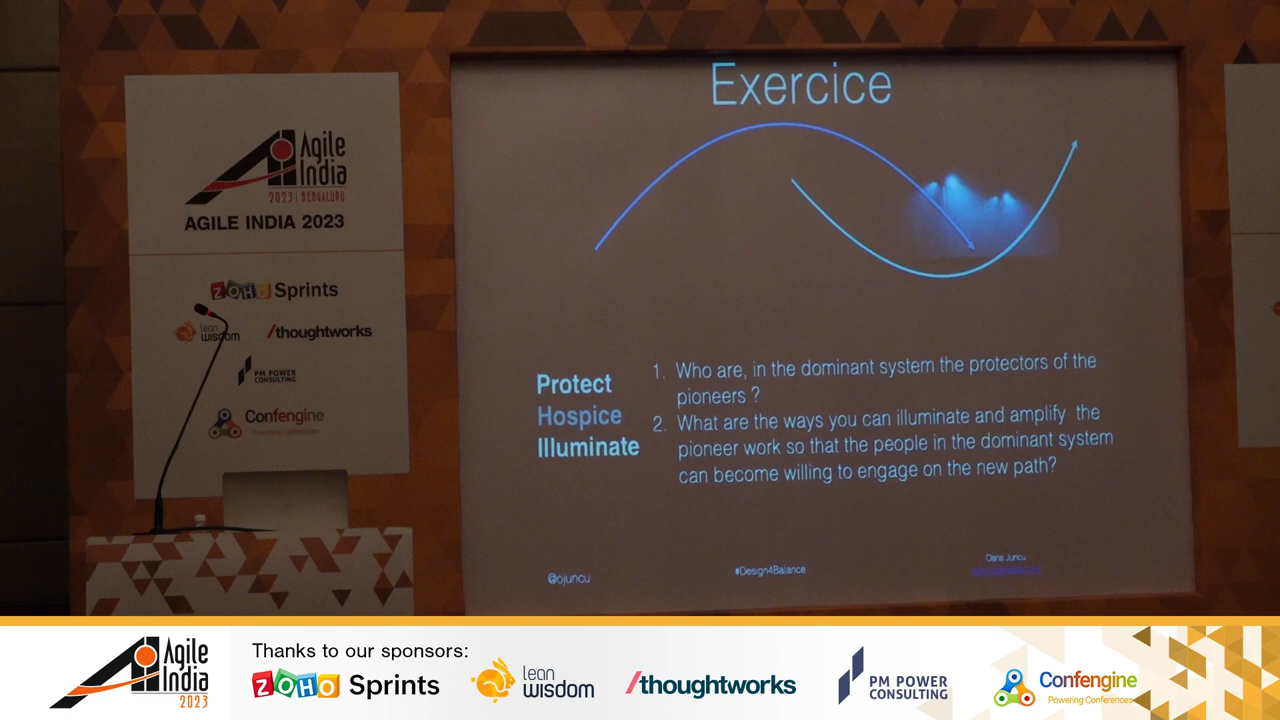 Agile
India
2023 | BENGALURU
AGILE INDIA 2023
ZOHO Sprints
lean
wisdom
/thoughtworks
PM POWER
CONSULTING
Confengine
Powering Conferences
Exercice
Protect
Hospice
Illuminate
1. Who are, in the dominant system the protectors of the
pioneers ?
2. What are the ways you can illuminate and amplify the
pioneer work so that the people in the dominant system
can become willing to engage on the new path?
@ojuncu
#Design4Balance
Oana Juncu
Agile
India
2023
Thanks to our sponsors:
ZOHO Sprints
lean
wisdom
/thoughtworks
PM POWER
CONSULTING
Confengine
Powering Conferences